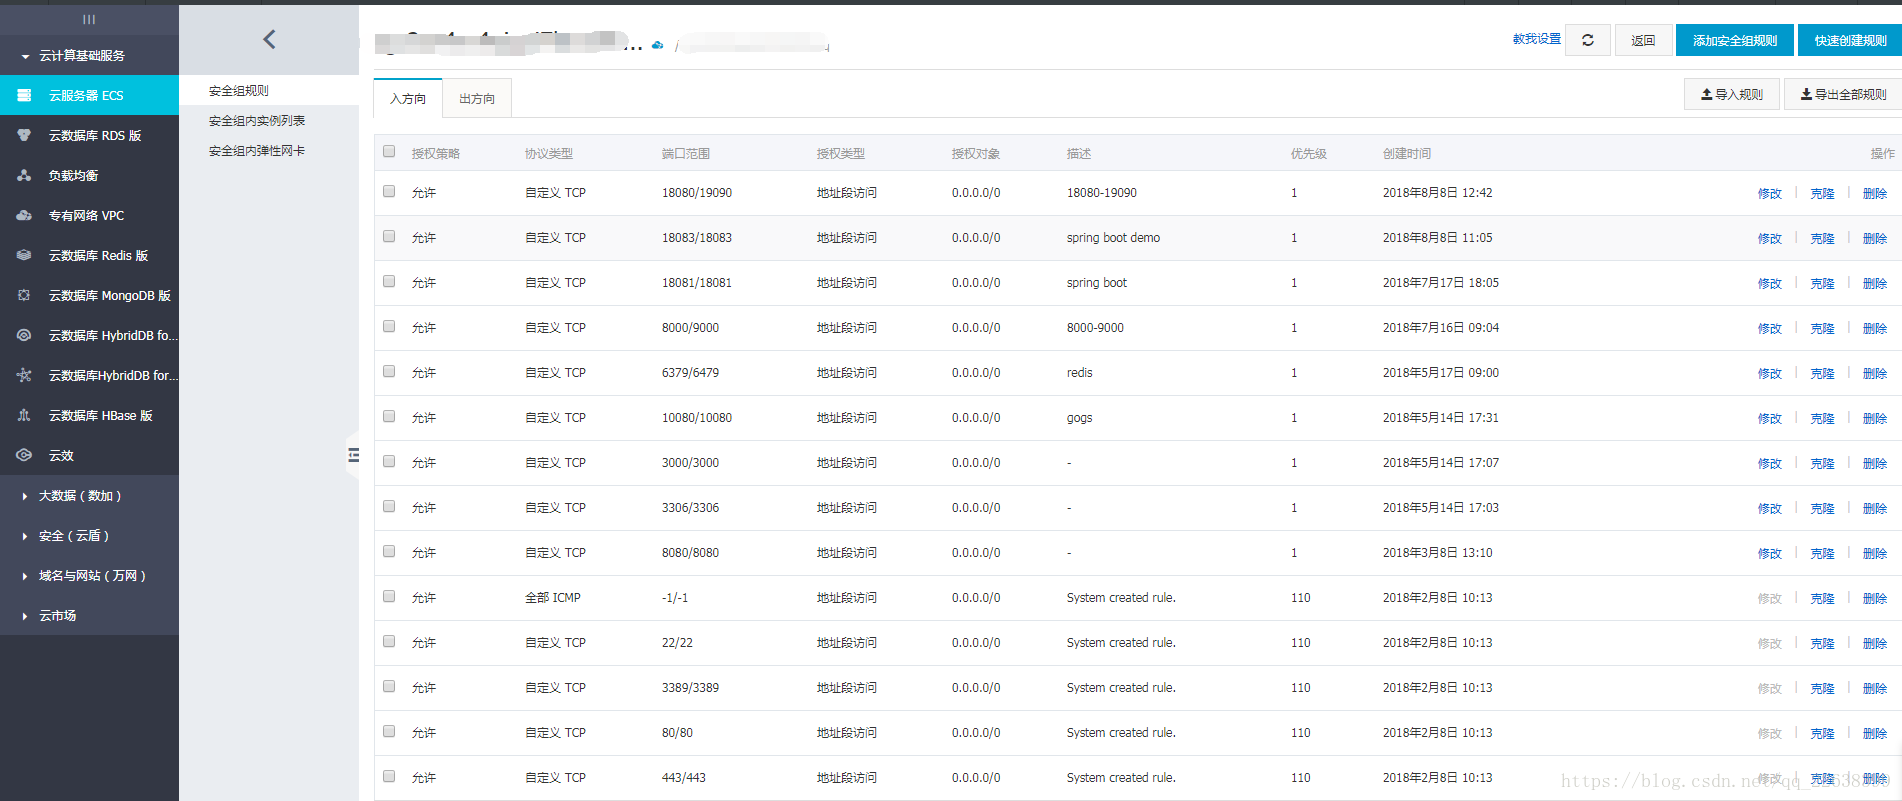 云计算基础服务
云服务器 ECS
云数据库 RDS 版
负载均衡
专有网络 VPC
云数据库 Redis 版
云数据库 MongoDB 版
云数据库 HybridDB fo...
云数据库HybridDB for...
云数据库 HBase 版
云效
大数据 ( 数加 )
安全 ( 云盾 )
域名与网站 ( 万网 )
云市场
安全组规则
安全组内实例列表
安全组内弹性网卡
教我设置 返回 添加安全组规则 快速创建规则
入方向 出方向 导入规则 导出全部规则
授权策略 协议类型 端口范围 授权类型 授权对象 描述 优先级 创建时间 操作
允许 自定义 TCP 18080/19090 地址段访问 0.0.0.0/0 18080-19090 1 2018年8月8日 12:42 修改 | 克隆 | 删除
允许 自定义 TCP 18083/18083 地址段访问 0.0.0.0/0 spring boot demo 1 2018年8月8日 11:05 修改 | 克隆 | 删除
允许 自定义 TCP 18081/18081 地址段访问 0.0.0.0/0 spring boot 1 2018年7月17日 18:05 修改 | 克隆 | 删除
允许 自定义 TCP 8000/9000 地址段访问 0.0.0.0/0 8000-9000 1 2018年7月16日 09:04 修改 | 克隆 | 删除
允许 自定义 TCP 6379/6479 地址段访问 0.0.0.0/0 redis 1 2018年5月17日 09:00 修改 | 克隆 | 删除
允许 自定义 TCP 10080/10080 地址段访问 0.0.0.0/0 gogs 1 2018年5月14日 17:31 修改 | 克隆 | 删除
允许 自定义 TCP 3000/3000 地址段访问 0.0.0.0/0 - 1 2018年5月14日 17:07 修改 | 克隆 | 删除
允许 自定义 TCP 3306/3306 地址段访问 0.0.0.0/0 - 1 2018年5月14日 17:03 修改 | 克隆 | 删除
允许 自定义 TCP 8080/8080 地址段访问 0.0.0.0/0 - 1 2018年3月8日 13:10 修改 | 克隆 | 删除
允许 全部 ICMP -1/-1 地址段访问 0.0.0.0/0 System created rule. 110 2018年2月8日 10:13 修改 | 克隆 | 删除
允许 自定义 TCP 22/22 地址段访问 0.0.0.0/0 System created rule. 110 2018年2月8日 10:13 修改 | 克隆 | 删除
允许 自定义 TCP 3389/3389 地址段访问 0.0.0.0/0 System created rule. 110 2018年2月8日 10:13 修改 | 克隆 | 删除
允许 自定义 TCP 80/80 地址段访问 0.0.0.0/0 System created rule. 110 2018年2月8日 10:13 修改 | 克隆 | 删除
允许 自定义 TCP 443/443 地址段访问 0.0.0.0/0 System created rule. 110 2018年2月8日 10:13 修改 | 克隆 | 删除